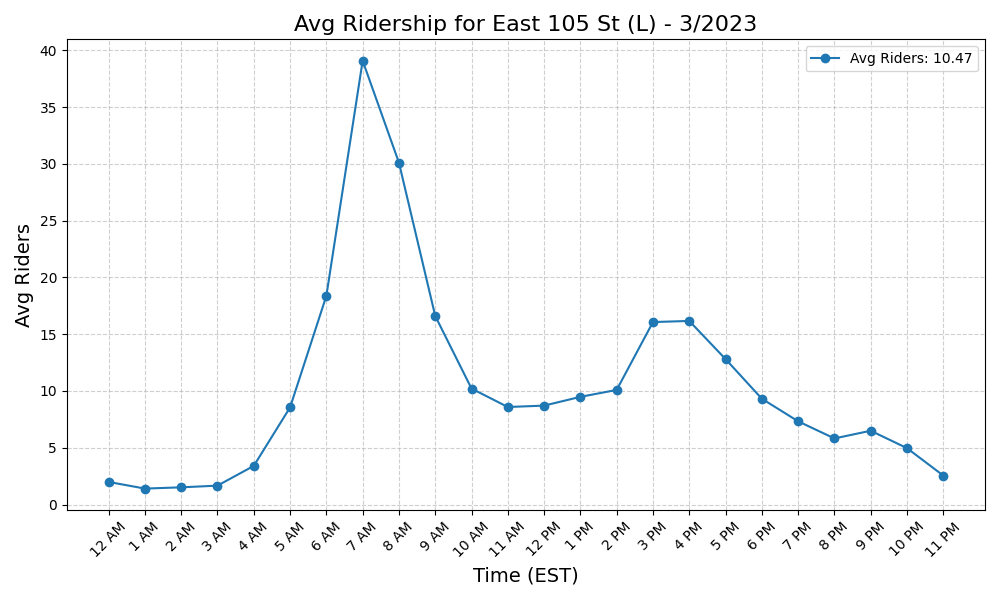 Avg Ridership for East 105 St (L) - 3/2023
Avg Riders: 10.47
Avg Riders
40
35
30
25
20
15
10
5
0
12 AM
1 AM
2 AM
3 AM
4 AM
5 AM
6 AM
7 AM
8 AM
9 AM
10 AM
11 AM
12 PM
1 PM
2 PM
3 PM
4 PM
5 PM
6 PM
7 PM
8 PM
9 PM
10 PM
11 PM
Time (EST)